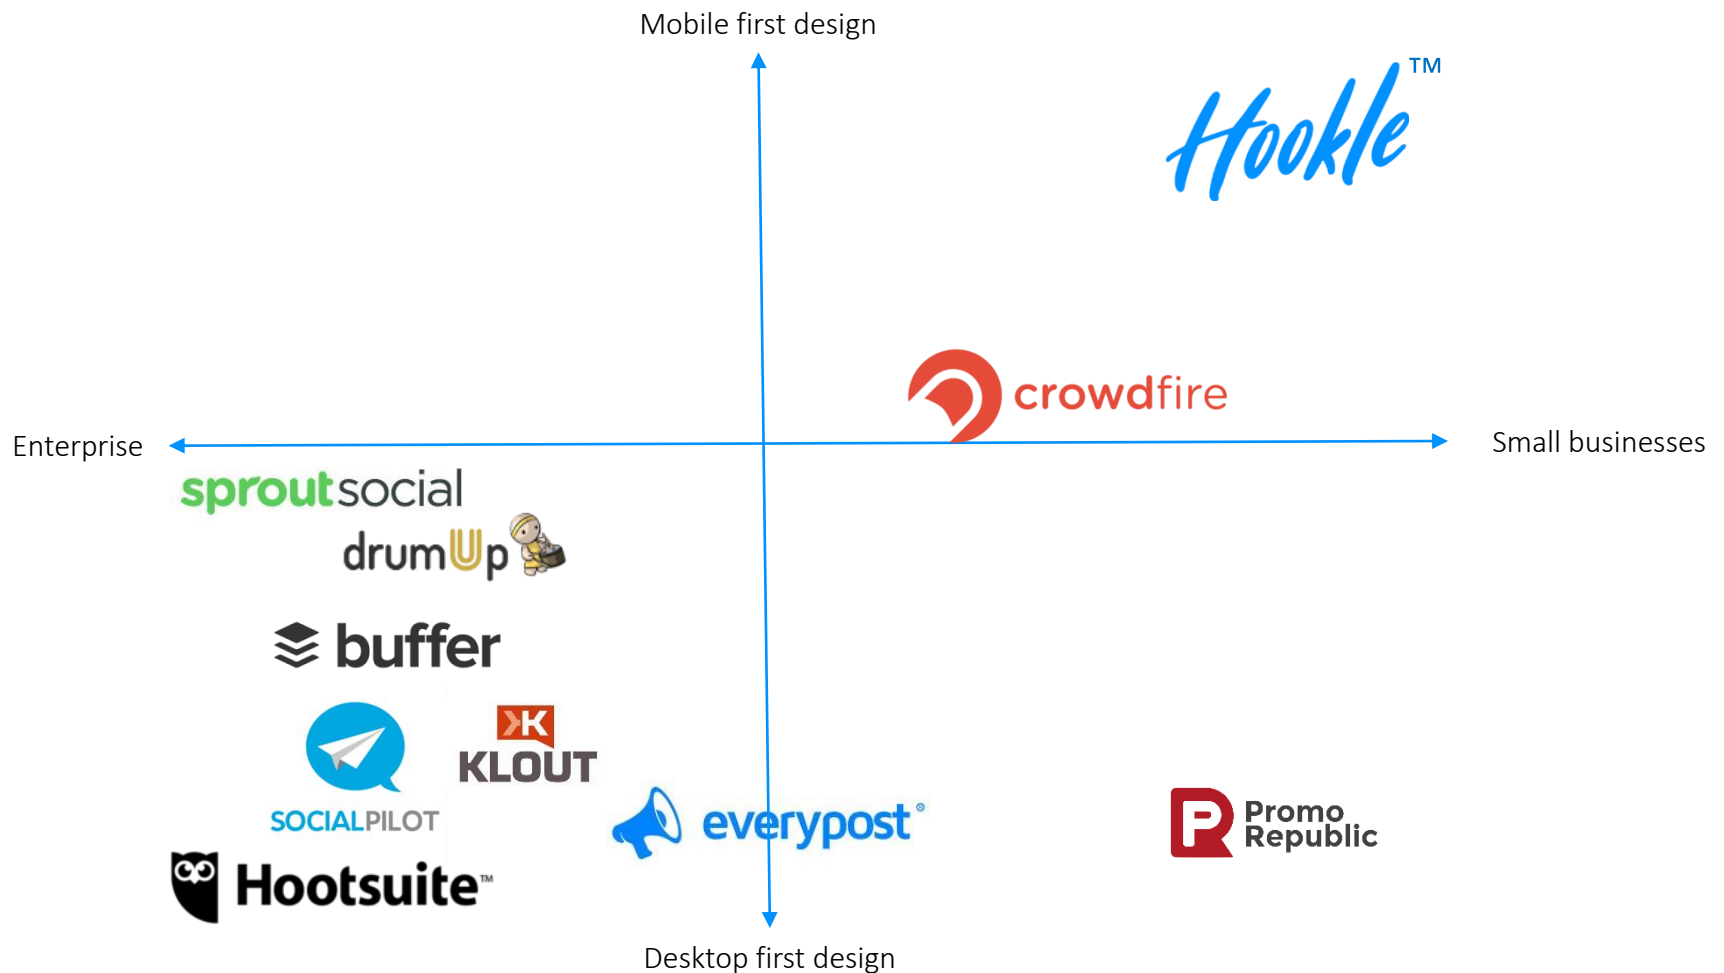 Mobile first design
Hookle™
crowdfire
Enterprise
Small businesses
sproutsocial
drumUp
buffer
K
KLOUT
SOCIALPILOT
everypost®
PR
Promo
Republic
Hootsuite™
Desktop first design